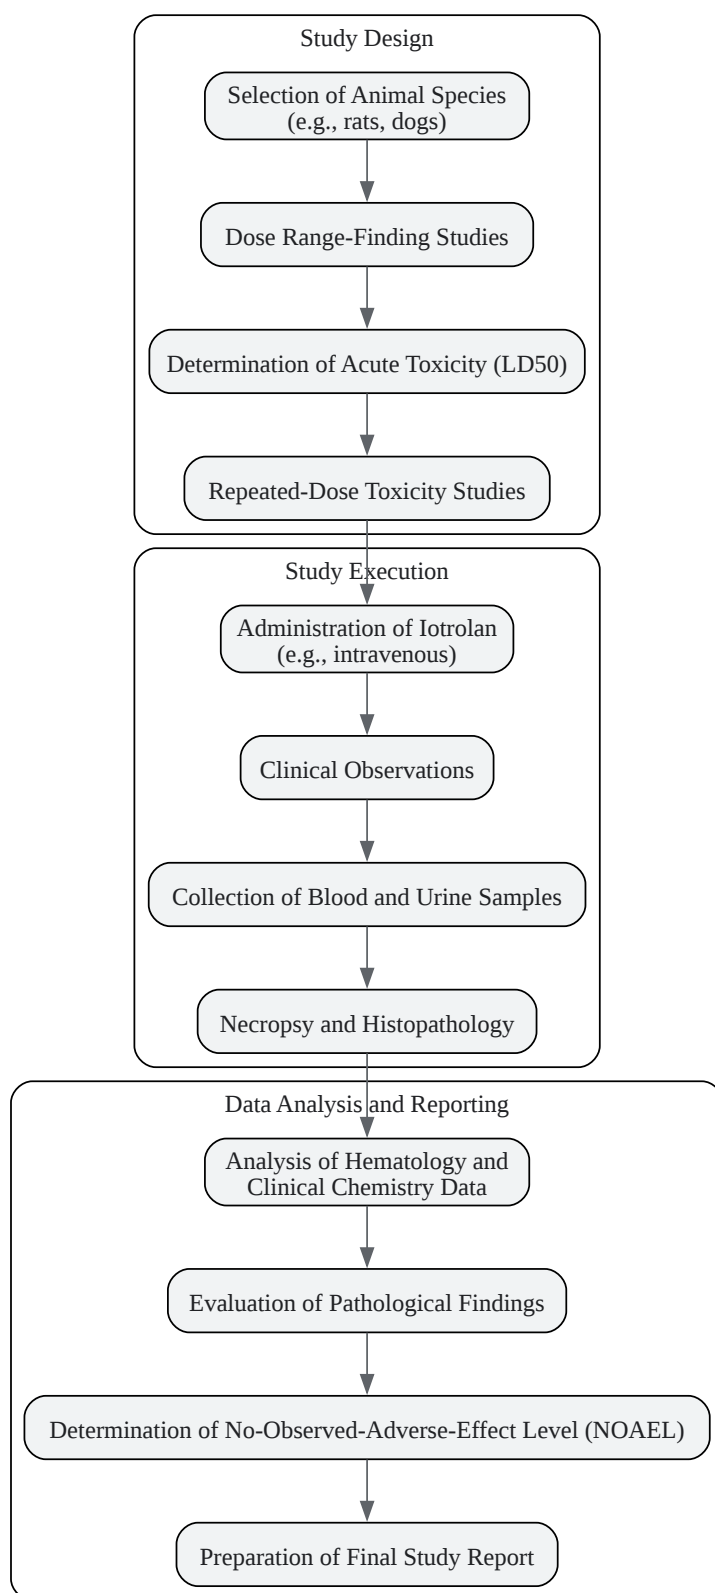 Study Design
Selection of Animal Species
(e.g., rats, dogs)
Dose Range-Finding Studies
Determination of Acute Toxicity (LD50)
Repeated-Dose Toxicity Studies
Study Execution
Administration of Iotrolan
(e.g., intravenous)
Clinical Observations
Collection of Blood and Urine Samples
Necropsy and Histopathology
Data Analysis and Reporting
Analysis of Hematology and
Clinical Chemistry Data
Evaluation of Pathological Findings
Determination of No-Observed-Adverse-Effect Level (NOAEL)
Preparation of Final Study Report